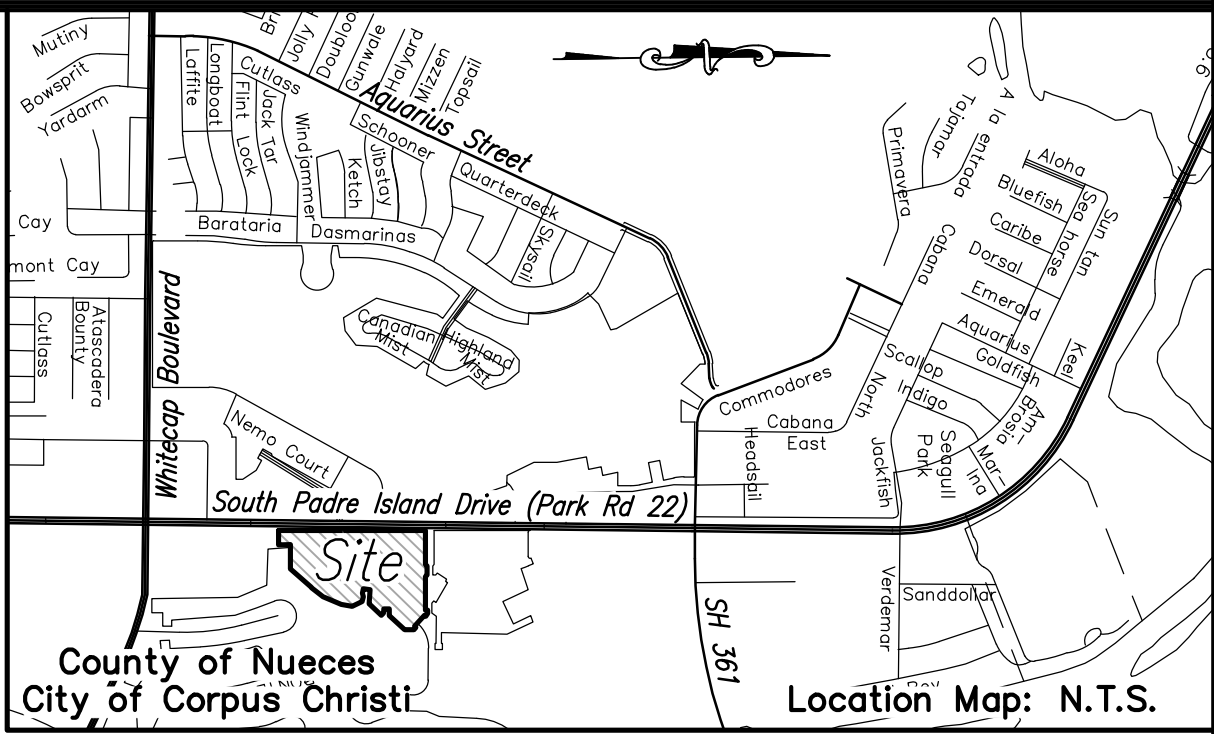 Mutiny
Bowsprit
Yardarm
Cay
mont Cay
Cutlass
Atascadera
Bounty
Whitecap Boulevard
Laffite
Longboat
Cutlass
Flint Lock
Jack Tar
Windjammer
Ketch
Jibstay
Schooner
Quarterdeck
Skysail
Barataria
Dasmarinas
Bri
Jolly
Doubloo
Gunwale
Halyard
Mizzen
Topsail
Aquarius Street
Canadian
Mist
Highland
Mist
Nemo Court
South Padre Island Drive (Park Rd 22)
Site
Primavera
Tajamar
A la entrada
Aloha
Bluefish
Caribe
Dorsal
Emerald
Aquarius
Goldfish
Sea horse
Sun tan
Keel
Cabana
North
Scallop
Indigo
Am-
Brosia
Mar-
Ina
Seagull
Park
Jackfish
Commodores
Cabana
East
Headsail
SH 361
Verdemar
Sanddollar
County of Nueces
City of Corpus Christi
Location Map: N.T.S.